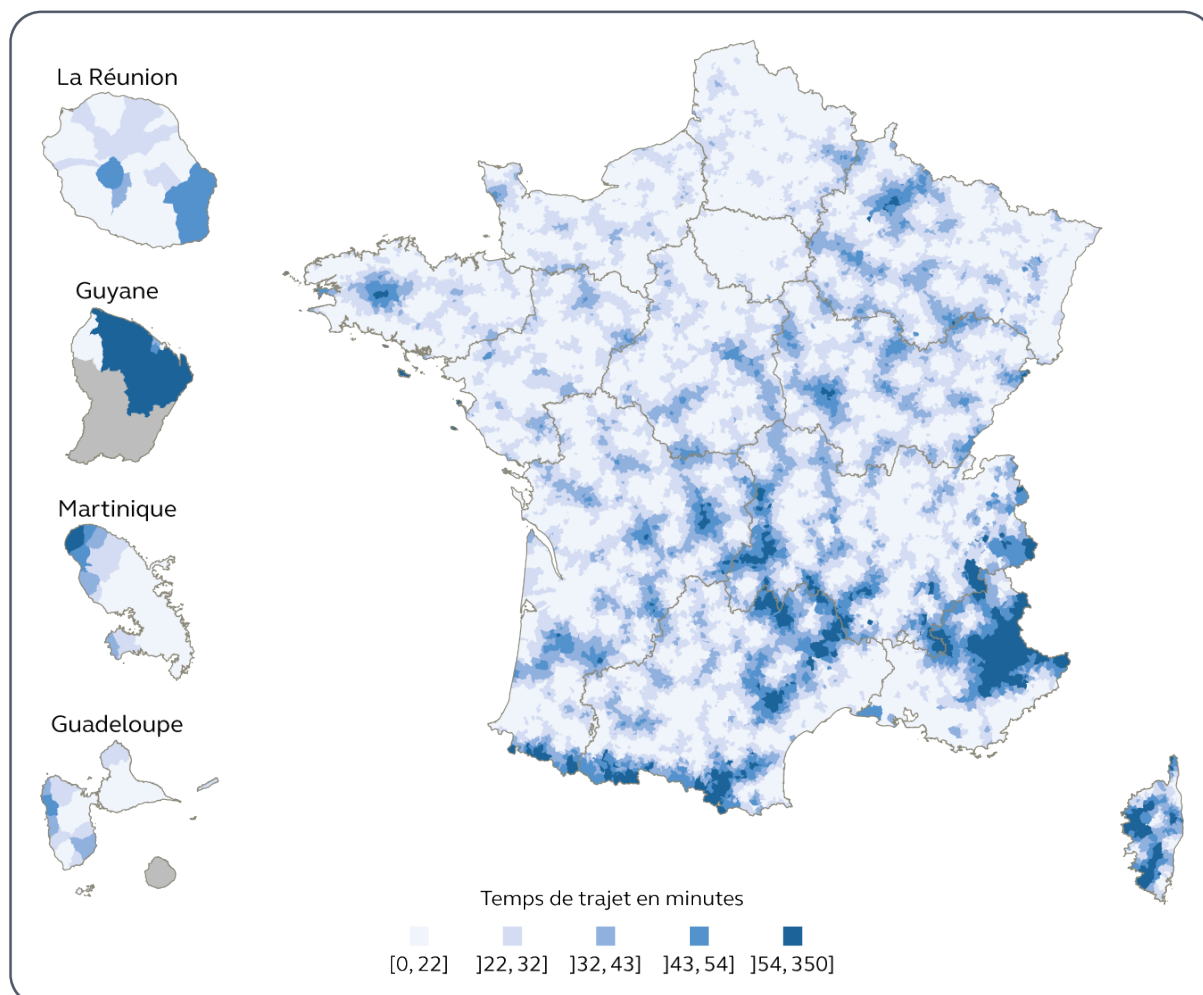 La Réunion
Guyane
Martinique
Guadeloupe
Temps de trajet en minutes
[0, 22] ]22, 32] ]32, 43] ]43, 54] ]54, 350]